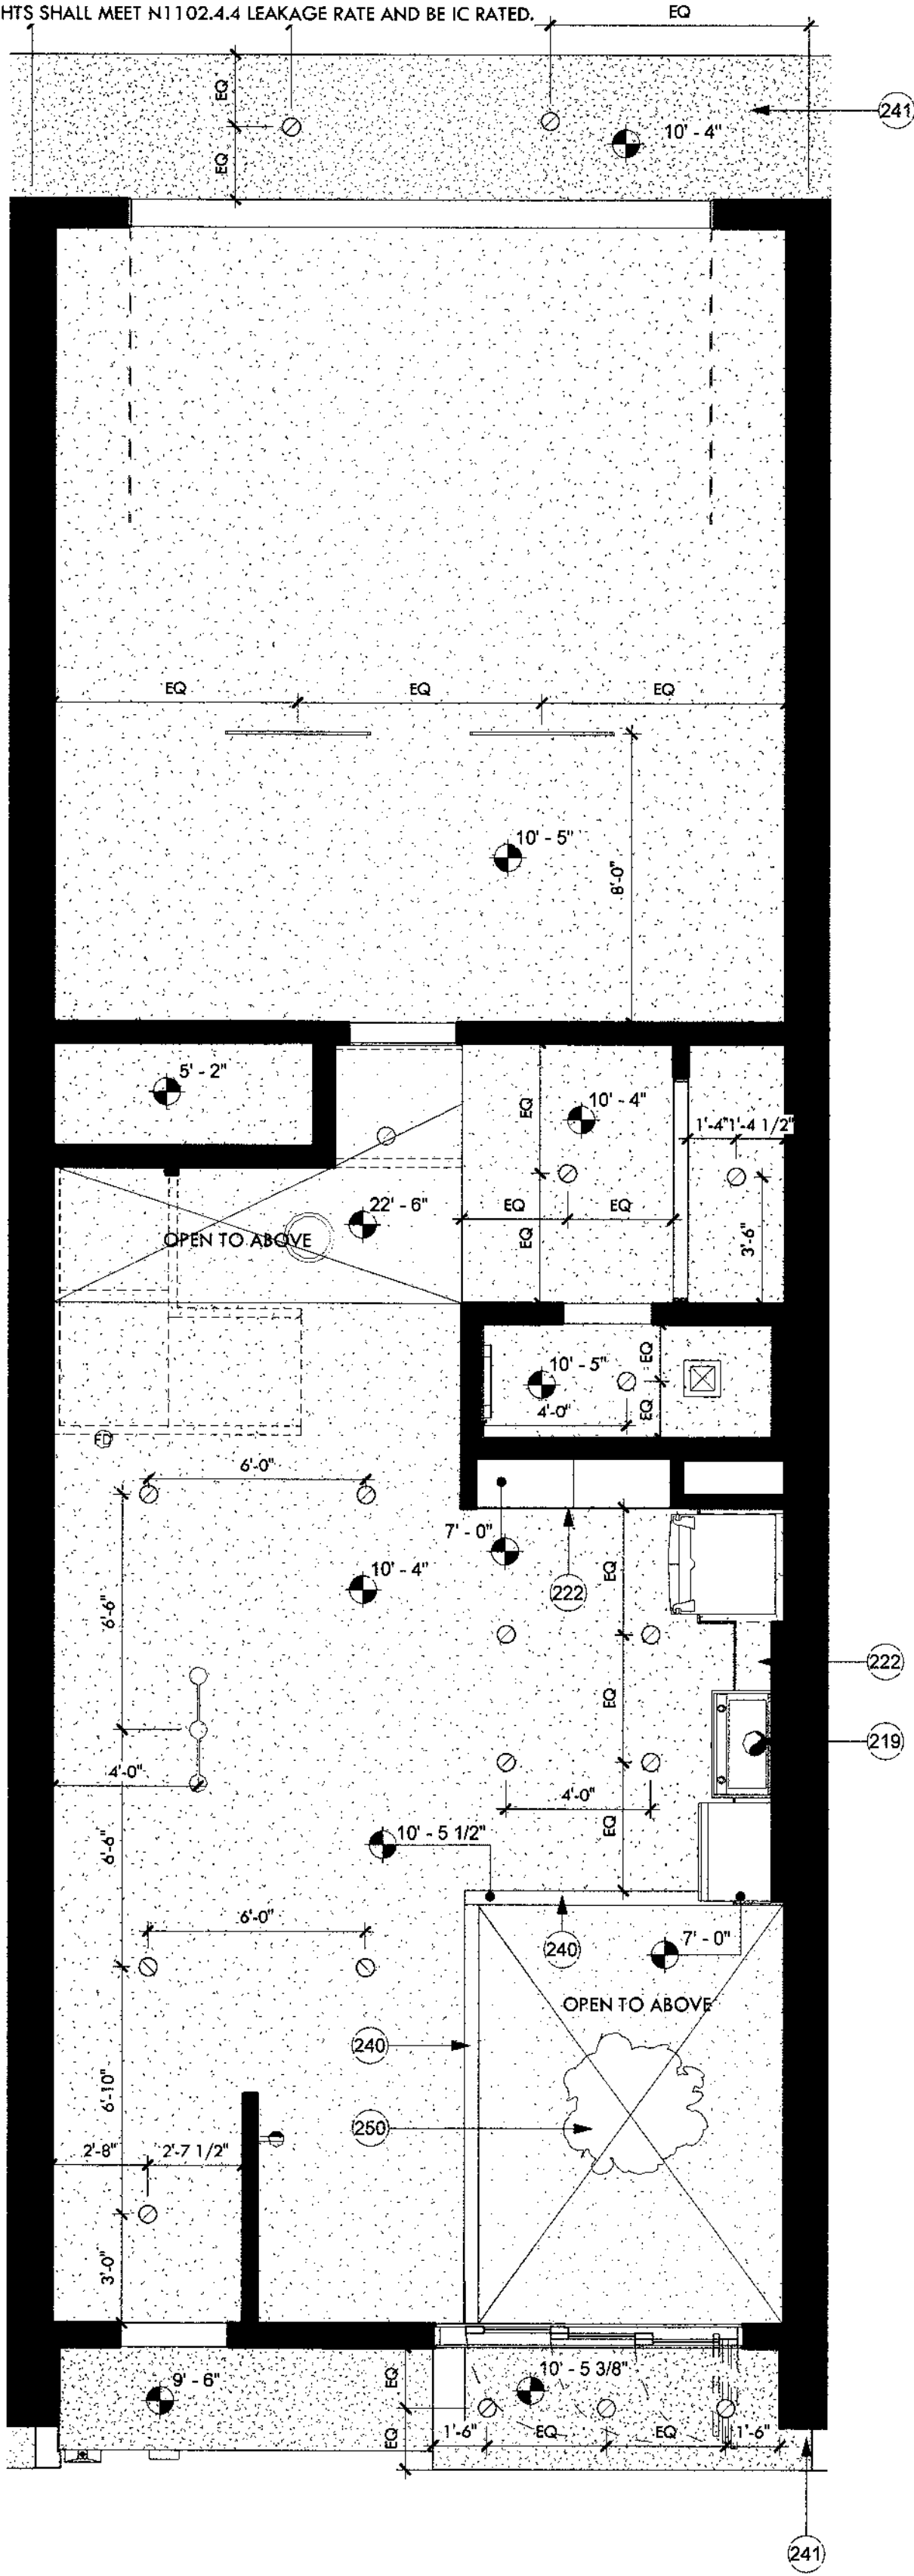 HTS SHALL MEET N1102.4.4 LEAKAGE RATE AND BE IC RATED.
EQ
EQ
241
10' - 4"
EQ
EQ
EQ
EQ
10' - 5"
8'-0"
5' - 2"
10' - 4"
EQ
1'-4"
1'-4 1/2"
22' - 6"
EQ
EQ
OPEN TO ABOVE
EQ
3'-6"
10' - 5"
EQ
4'-0"
EQ
FD
6'-0"
7' - 0"
10' - 4"
EQ
222
6'-6"
222
EQ
219
4'-0"
4'-0"
EQ
10' - 5 1/2"
6'-6"
6'-0"
240
7' - 0"
OPEN TO ABOVE
240
6'-10"
250
2'-8"
2'-7 1/2"
3'-0"
9' - 6"
EQ
10' - 5 3/8"
EQ
1'-6"
EQ
EQ
1'-6"
241